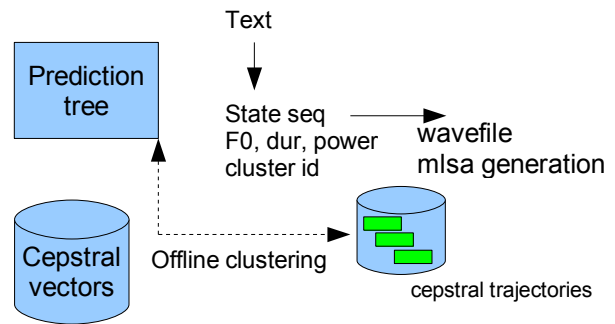 Text
Prediction
tree
State seq
F0, dur, power
cluster id
wavefile
mlsa generation
Cepstral
vectors
Offline clustering
cepstral trajectories